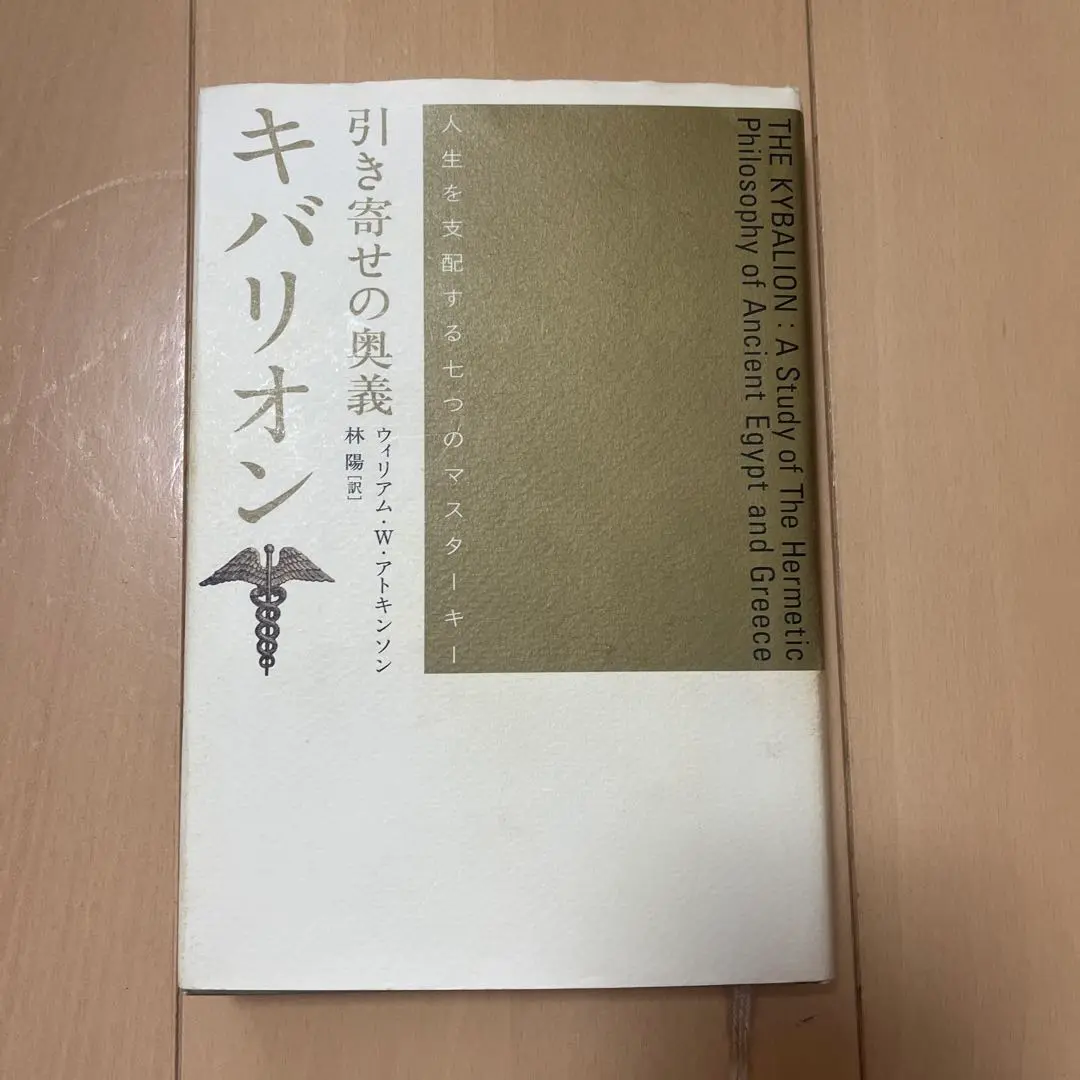 THE KYBALION : A Study of The Hermetic
Philosophy of Ancient Egypt and Greece
人生を支配する七つのマスターキー
引き寄せの奥義
キバリオン
ウィリアム・W・アトキンソン
林 陽[訳]